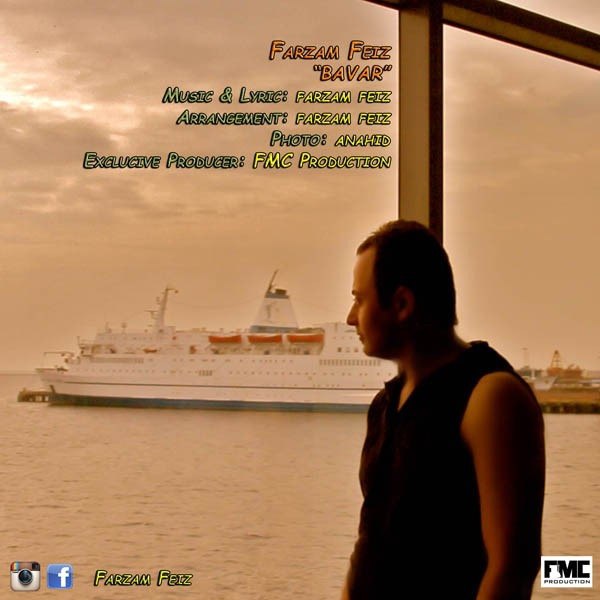 Farzam Feiz
"BAVAR"
Music & Lyric: farzam feiz
Arrangement: farzam feiz
Photo: anahid
Exclucive Producer: FMC Production
Farzam Feiz
FMC
PRODUCTION